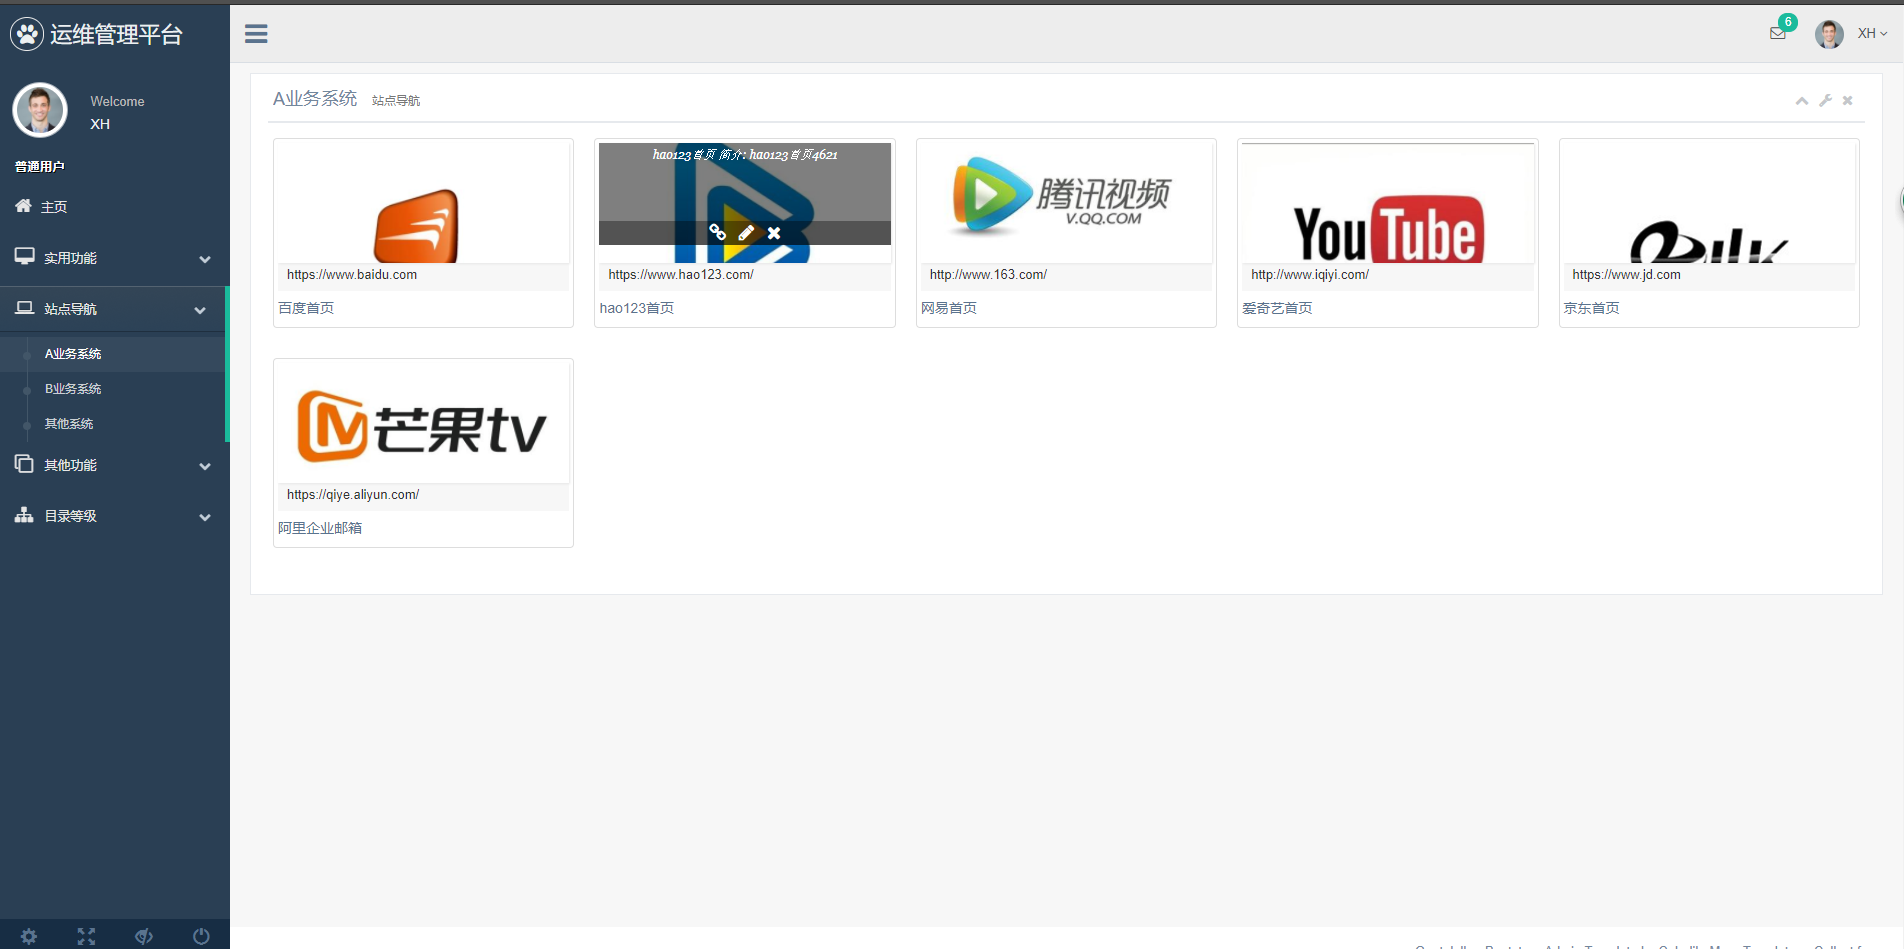 运维管理平台
6
XH
Welcome
XH
普通用户
主页
实用功能
站点导航
A业务系统
B业务系统
其他系统
其他功能
目录等级
A业务系统 站点导航
https://www.baidu.com
百度首页
hao123首页 简介: hao123首页4621
https://www.hao123.com/
hao123首页
腾讯视频
V.QQ.COM
http://www.163.com/
网易首页
YouTube
http://www.iqiyi.com/
爱奇艺首页
https://www.jd.com
京东首页
芒果tv
https://qiye.aliyun.com/
阿里企业邮箱